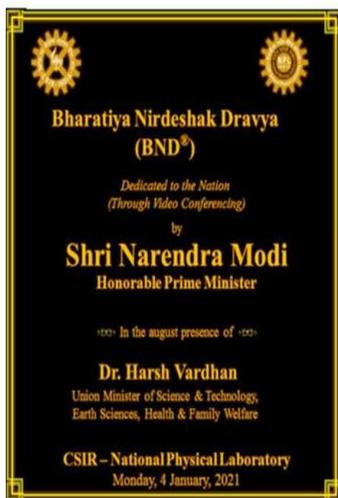 Bharatiya Nirdeshak Dravya
(BND®)
Dedicated to the Nation
(Through Video Conferencing)
by
Shri Narendra Modi
Honorable Prime Minister
In the august presence of
Dr. Harsh Vardhan
Union Minister of Science & Technology,
Earth Sciences, Health & Family Welfare
CSIR – National Physical Laboratory
Monday, 4 January, 2021